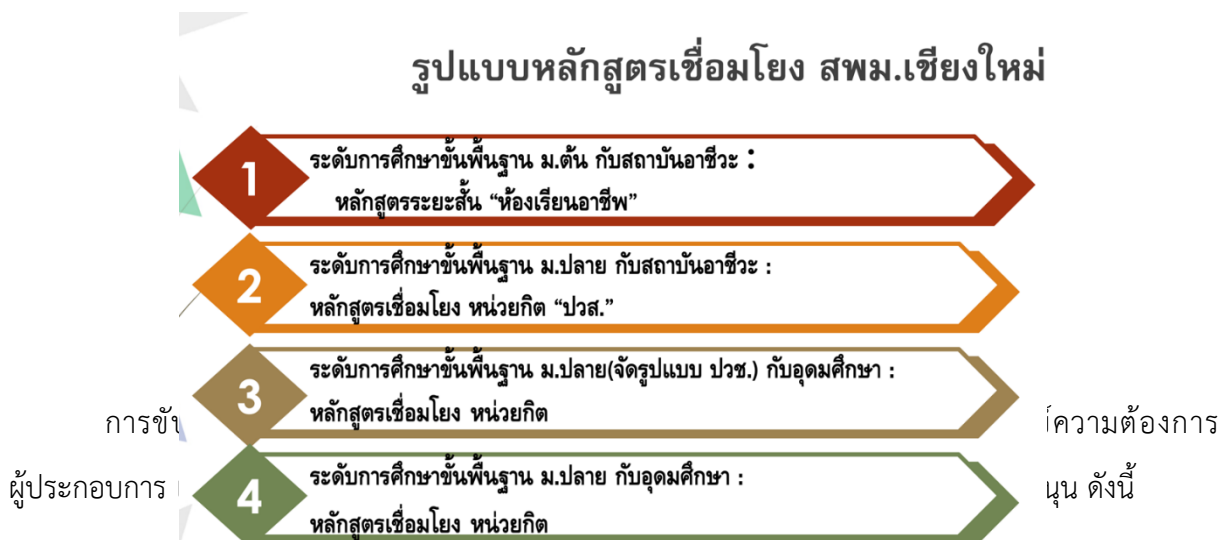 รูปแบบหลักสูตรเชื่อมโยง สพม.เชียงใหม่
1
ระดับการศึกษาขั้นพื้นฐาน ม.ต้น กับสถาบันอาชีวะ :
หลักสูตรระยะสั้น “ห้องเรียนอาชีพ”
2
ระดับการศึกษาขั้นพื้นฐาน ม.ปลาย กับสถาบันอาชีวะ :
หลักสูตรเชื่อมโยง หน่วยกิต “ปวส.”
3
ระดับการศึกษาขั้นพื้นฐาน ม.ปลาย(จัดรูปแบบ ปวช.) กับอุดมศึกษา :
หลักสูตรเชื่อมโยง หน่วยกิต
การ ความต้องการ
4
ระดับการศึกษาขั้นพื้นฐาน ม.ปลาย กับอุดมศึกษา :
ผู้ประกอบการ ดังนี้
หลักสูตรเชื่อมโยง หน่วยกิต